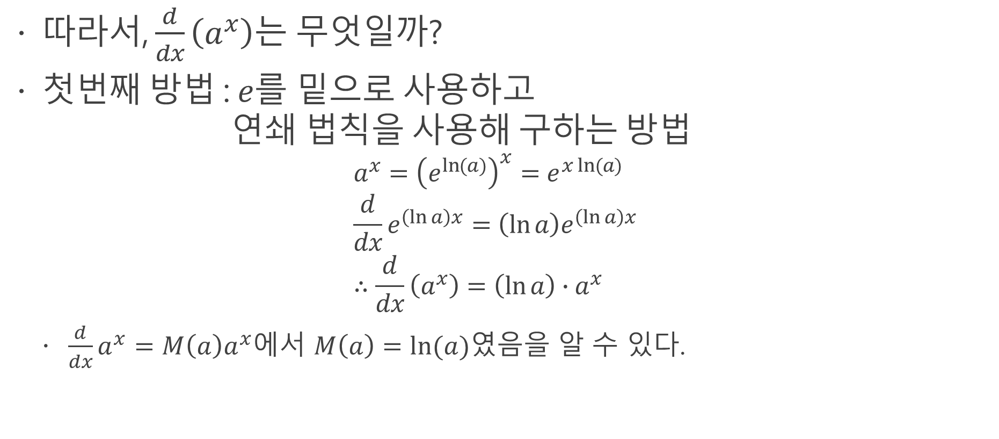 · 따라서, $\frac{d}{dx}(a^x)$는 무엇일까?
· 첫번째 방법 : $e$를 밑으로 사용하고
연쇄 법칙을 사용해 구하는 방법
$a^x = \left(e^{\ln(a)}\right)^x = e^{x \ln(a)}$
$\frac{d}{dx} e^{(\ln a)x} = (\ln a)e^{(\ln a)x}$
$\therefore \frac{d}{dx}(a^x) = (\ln a) \cdot a^x$
· $\frac{d}{dx} a^x = M(a)a^x$에서 $M(a) = \ln(a)$였음을 알 수 있다.